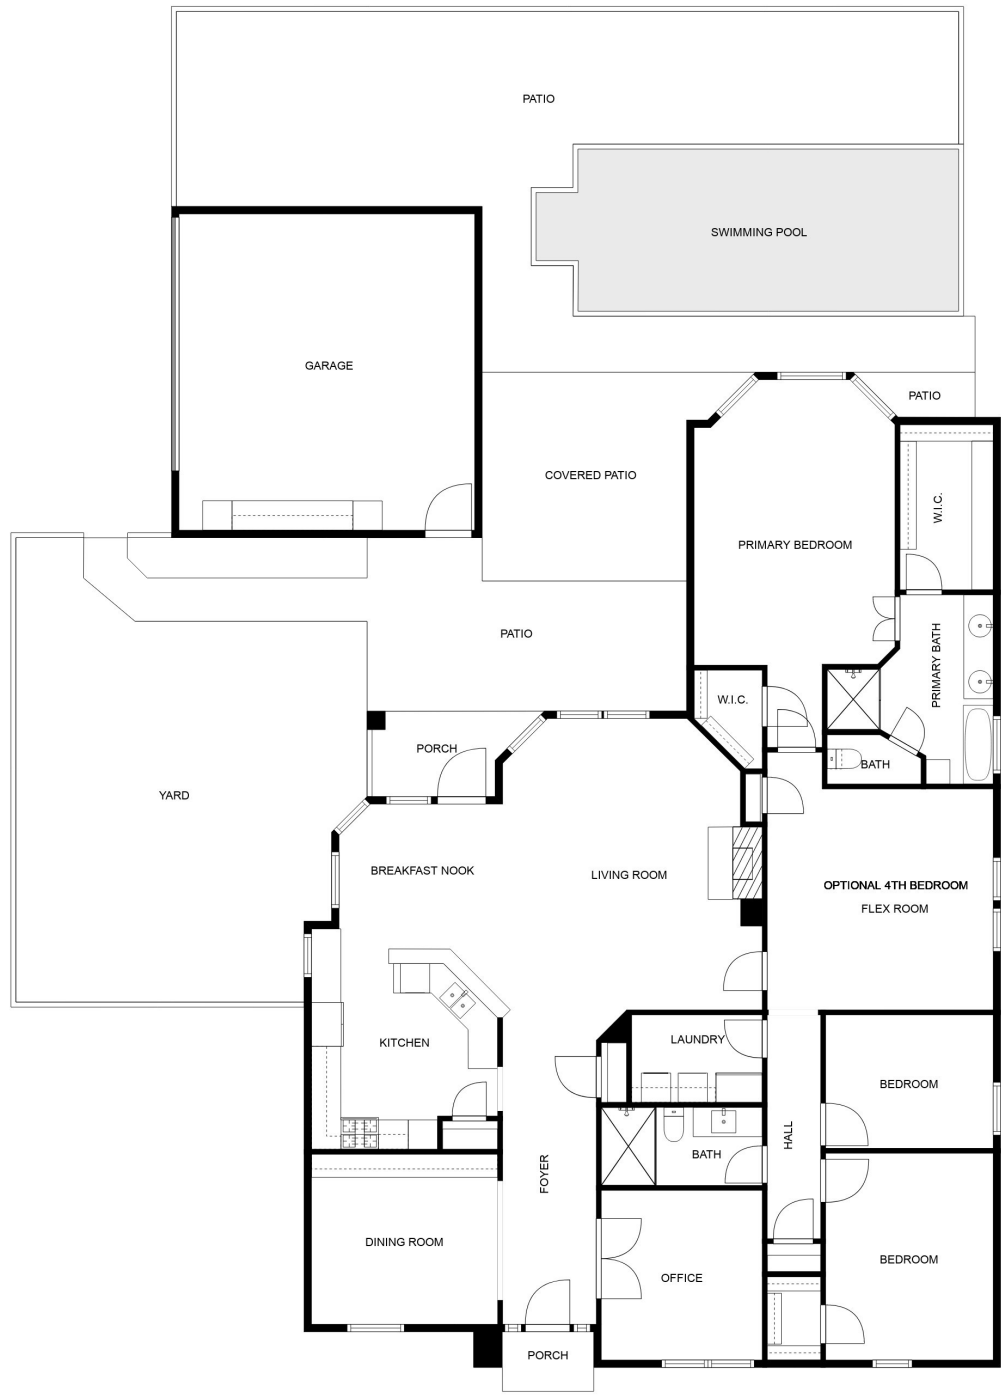 PATIO
SWIMMING POOL
GARAGE
PATIO
COVERED PATIO
W.I.C.
PRIMARY BEDROOM
PATIO
PRIMARY BATH
W.I.C.
PORCH
BATH
YARD
BREAKFAST NOOK
LIVING ROOM
OPTIONAL 4TH BEDROOM
FLEX ROOM
KITCHEN
LAUNDRY
BEDROOM
HALL
BATH
FOYER
DINING ROOM
BEDROOM
OFFICE
PORCH